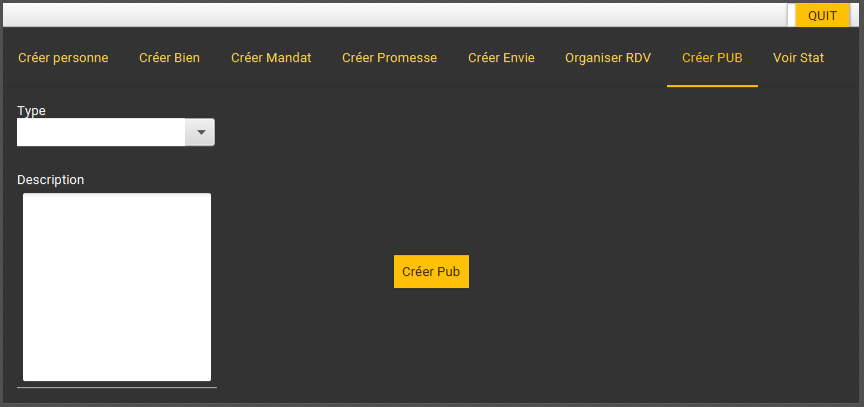 QUIT
Créer personne Créer Bien Créer Mandat Créer Promesse Créer Envie Organiser RDV Créer PUB Voir Stat
Type
Description
Créer Pub